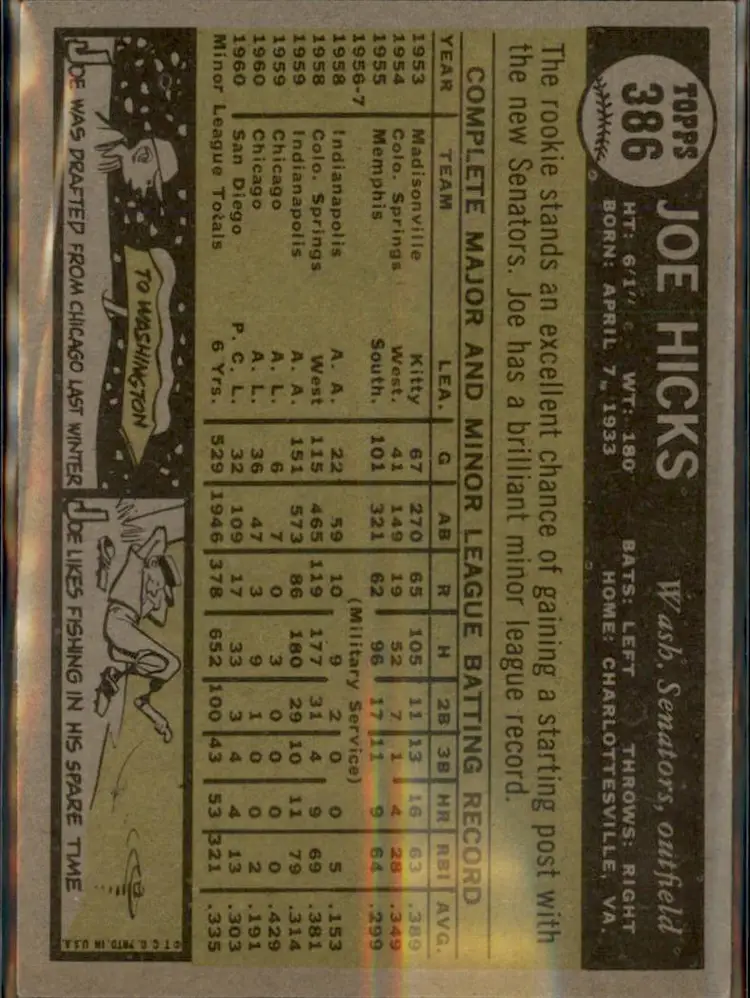 TOPPS
386
JOE HICKS Wash. Senators, outfield
HT: 6'1" WT: 180 BATS: LEFT THROWS: RIGHT
BORN: APRIL 7, 1933 HOME: CHARLOTTESVILLE, VA.
The rookie stands an excellent chance of gaining a starting post with
the new Senators. Joe has a brilliant minor league record.
COMPLETE MAJOR AND MINOR LEAGUE BATTING RECORD
YEAR TEAM LEA. G AB R H 2B 3B HR RBI AVG.
1953 Madisonville Kitty 67 270 65 105 11 13 16 63 .389
1954 Colo. Springs West. 41 149 19 52 7 1 4 28 .349
1955 Memphis South. 101 321 62 96 17 11 9 64 .299
1956-7 (Military Service)
1958 Indianapolis A. A. 22 59 10 9 2 0 0 5 .153
1958 Colo. Springs West 115 465 119 177 31 4 9 69 .381
1959 Indianapolis A. A. 151 573 86 180 29 10 11 79 .314
1959 Chicago A. L. 6 7 0 3 0 0 0 0 .429
1960 Chicago A. L. 36 47 3 9 1 0 0 2 .191
1960 San Diego P. C. L. 32 109 17 33 3 4 4 13 .303
Minor League Totals 6 Yrs. 529 1946 378 652 100 43 53 321 .335
TO WASHINGTON
JOE WAS DRAFTED FROM CHICAGO LAST WINTER
JOE LIKES FISHING IN HIS SPARE TIME
© T.C.G. PRTD. IN U.S.A.